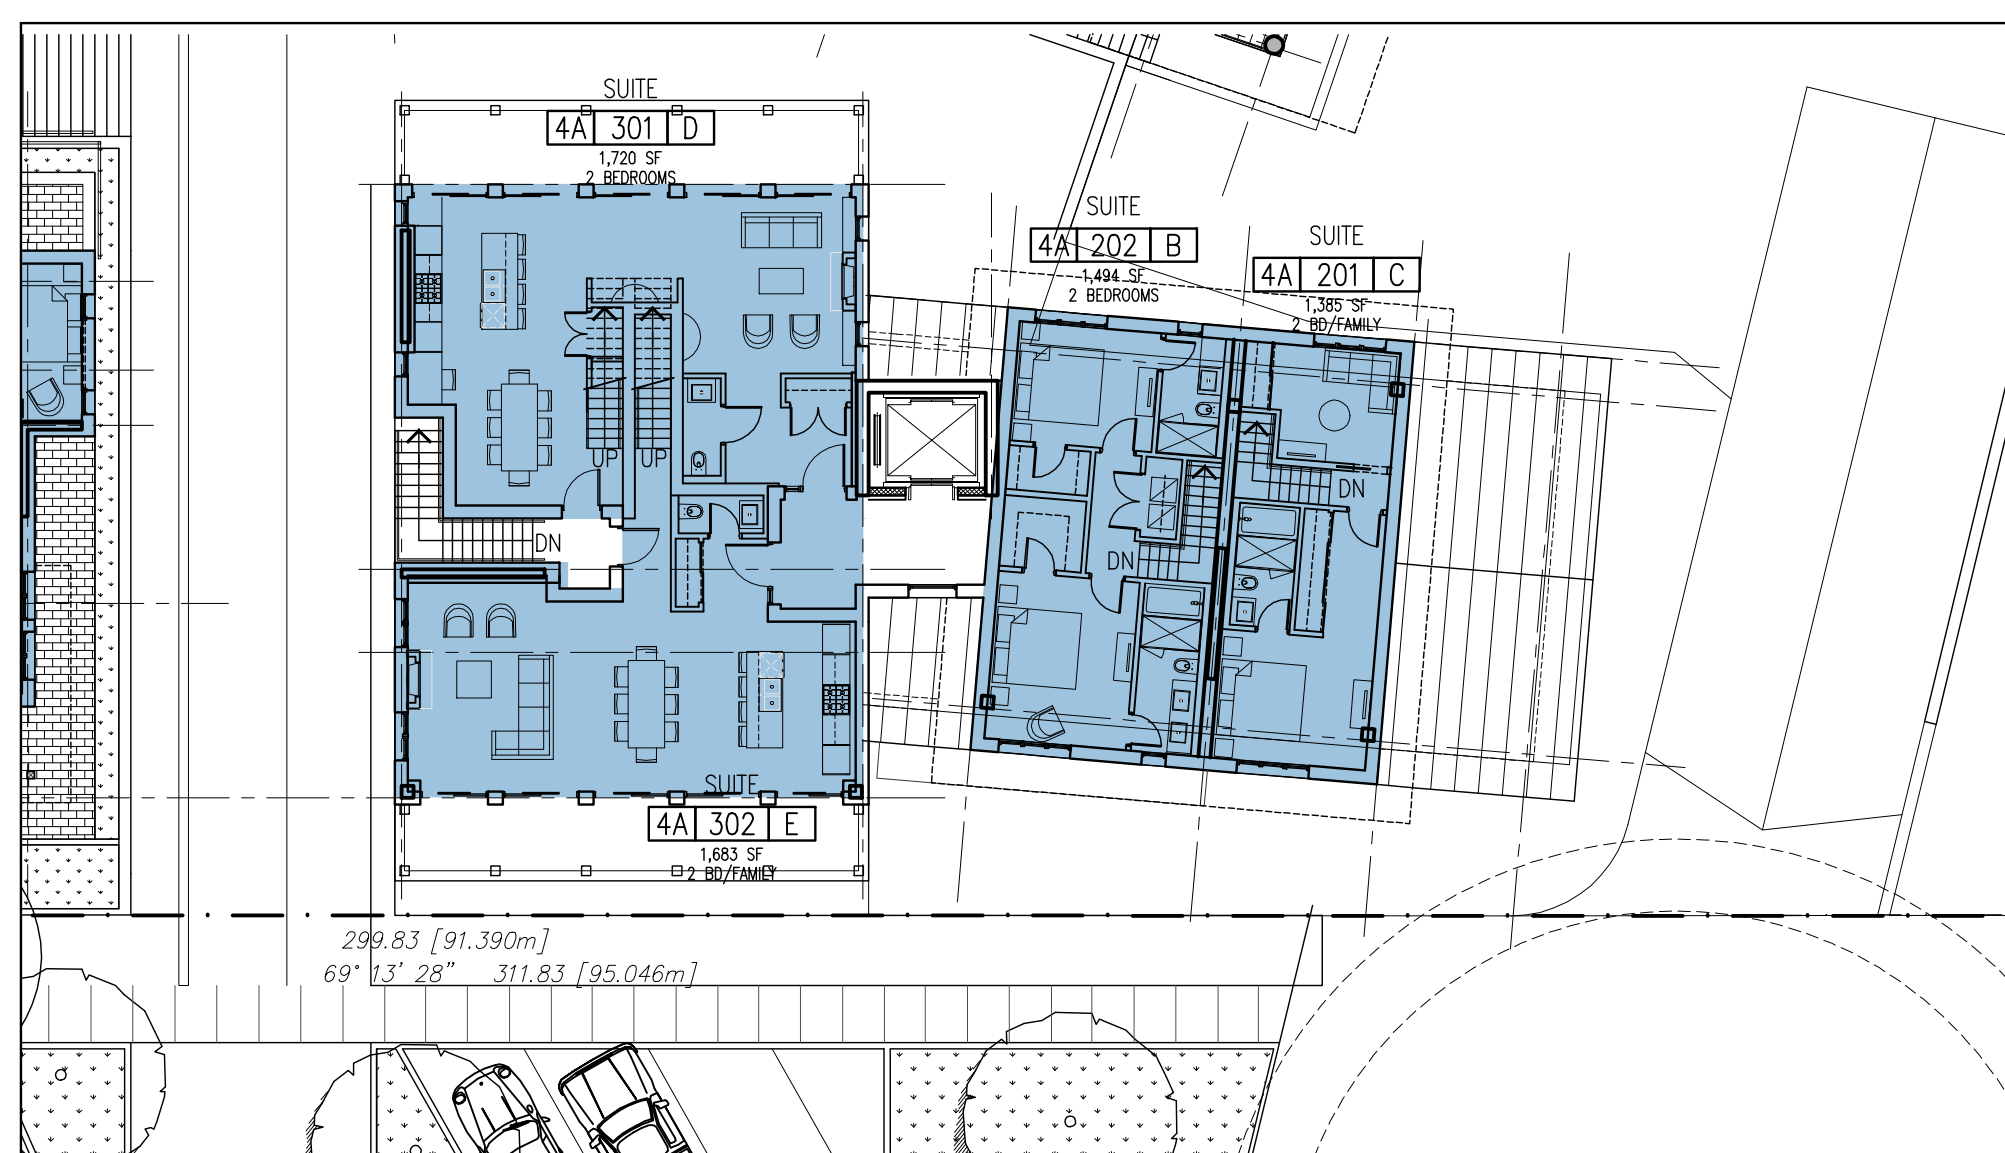 SUITE
4A 301 D
1,720 SF
2 BEDROOMS
SUITE
4A 202 B
1,494 SF
2 BEDROOMS
SUITE
4A 201 C
1,385 SF
2 BD/FAMILY
UP UP
DN
DN
DN
SUITE
4A 302 E
1,683 SF
2 BD/FAMILY
299.83 [91.390m]
69° 13' 28" 311.83 [95.046m]